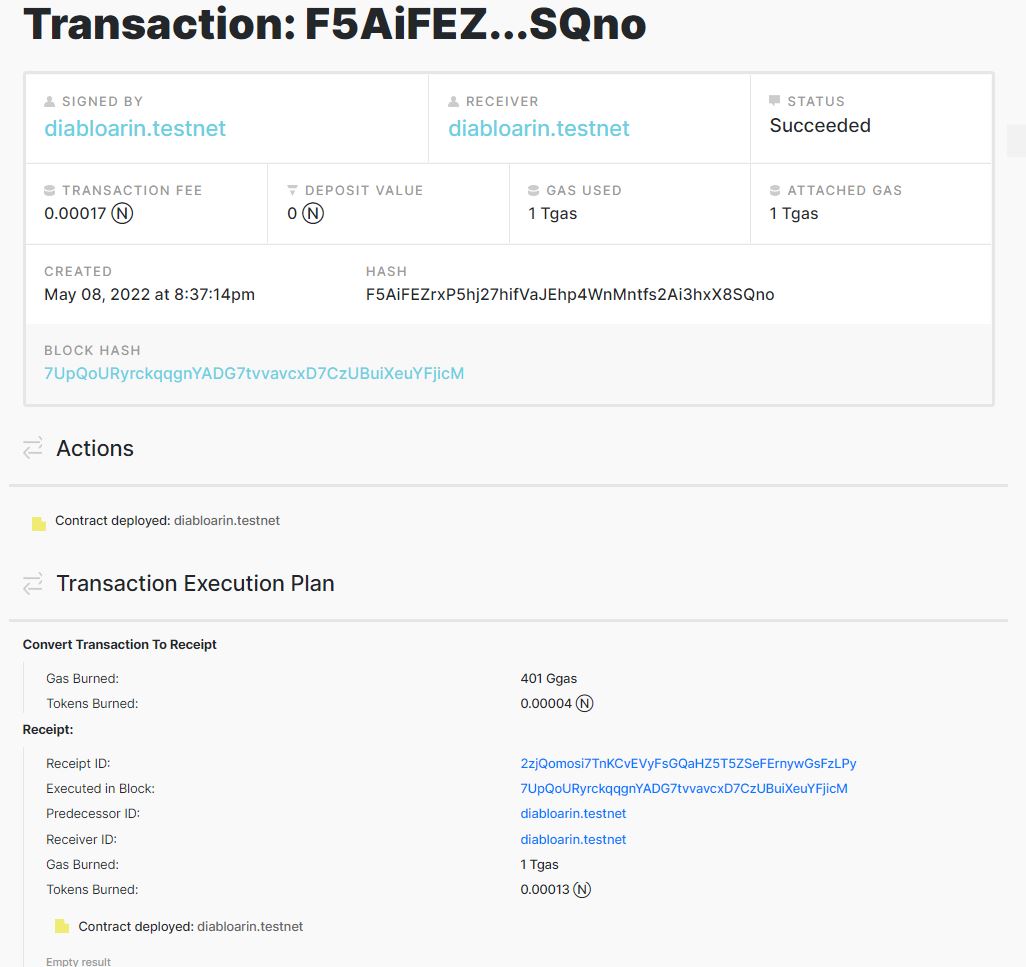 Transaction: F5AiFEZ...SQno
SIGNED BY
diabloarin.testnet
RECEIVER
diabloarin.testnet
STATUS
Succeeded
TRANSACTION FEE
0.00017 Ⓝ
DEPOSIT VALUE
0 Ⓝ
GAS USED
1 Tgas
ATTACHED GAS
1 Tgas
CREATED
May 08, 2022 at 8:37:14pm
HASH
F5AiFEZrxP5hj27hifVaJEhp4WnMntfs2Ai3hxX8SQno
BLOCK HASH
7UpQoURyrckqqgnYADG7tvvavcxD7CzUBuiXeuYFjicM
Actions
Contract deployed: diabloarin.testnet
Transaction Execution Plan
Convert Transaction To Receipt
Gas Burned: 401 Ggas
Tokens Burned: 0.00004 Ⓝ
Receipt:
Receipt ID: 2zjQomosi7TnKCvEVyFsGQaHZ5T5ZSeFErnywGsFzLPy
Executed in Block: 7UpQoURyrckqqgnYADG7tvvavcxD7CzUBuiXeuYFjicM
Predecessor ID: diabloarin.testnet
Receiver ID: diabloarin.testnet
Gas Burned: 1 Tgas
Tokens Burned: 0.00013 Ⓝ
Contract deployed: diabloarin.testnet
Empty result